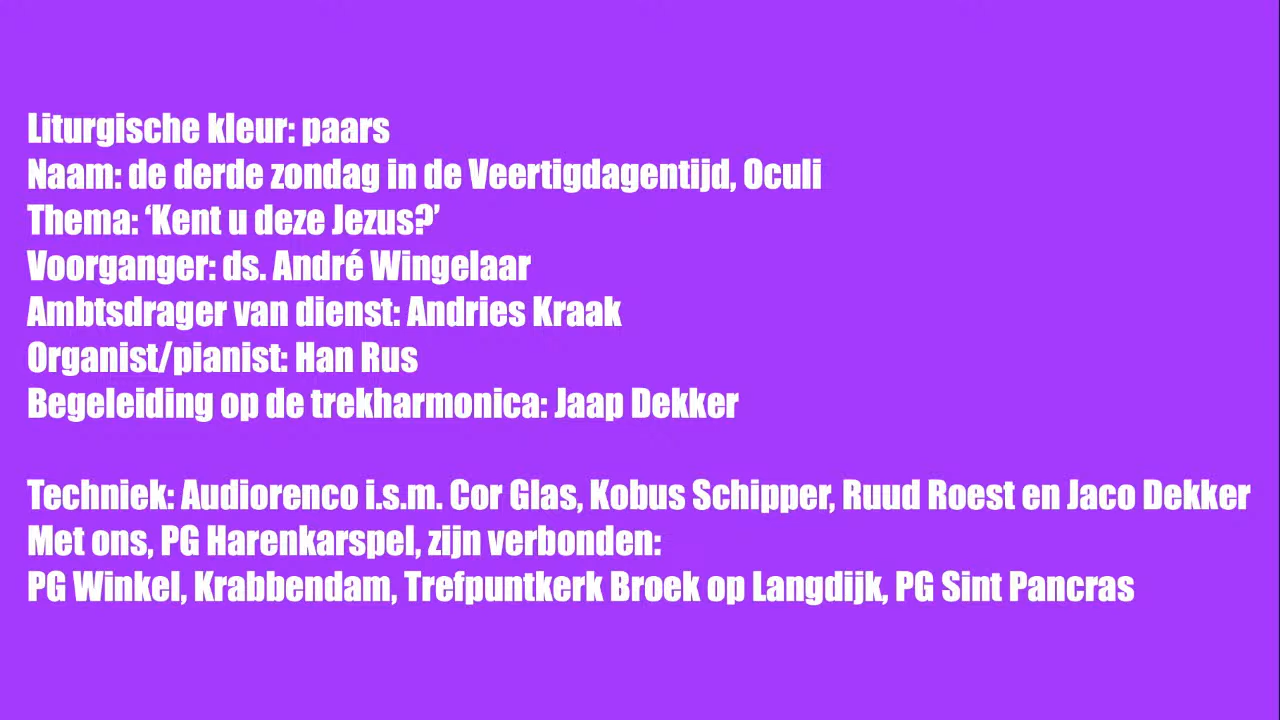 Liturgische kleur: paars
Naam: de derde zondag in de Veertigdagentijd, Oculi
Thema: ‘Kent u deze Jezus?’
Voorganger: ds. André Wingelaar
Ambtsdrager van dienst: Andries Kraak
Organist/pianist: Han Rus
Begeleiding op de trekharmonica: Jaap Dekker
Techniek: Audiorenco i.s.m. Cor Glas, Kobus Schipper, Ruud Roest en Jaco Dekker
Met ons, PG Harenkarspel, zijn verbonden:
PG Winkel, Krabbendam, Trefpuntkerk Broek op Langdijk, PG Sint Pancras